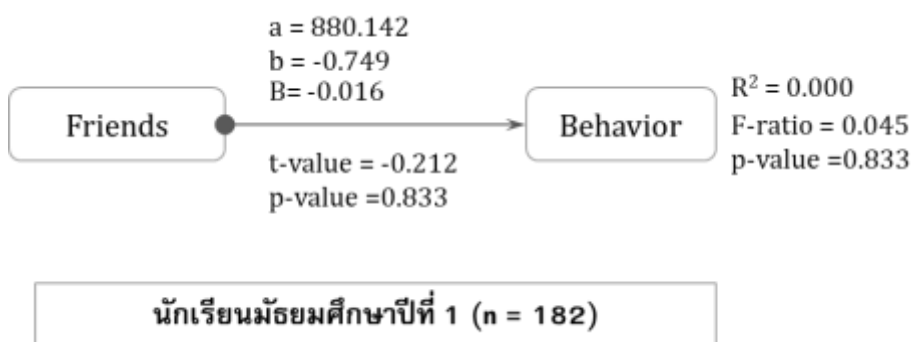 a = 880.142
b = -0.749
B= -0.016
Friends
Behavior
t-value = -0.212
p-value =0.833
R² = 0.000
F-ratio = 0.045
p-value =0.833
นักเรียนมัธยมศึกษาปีที่ 1 (n = 182)